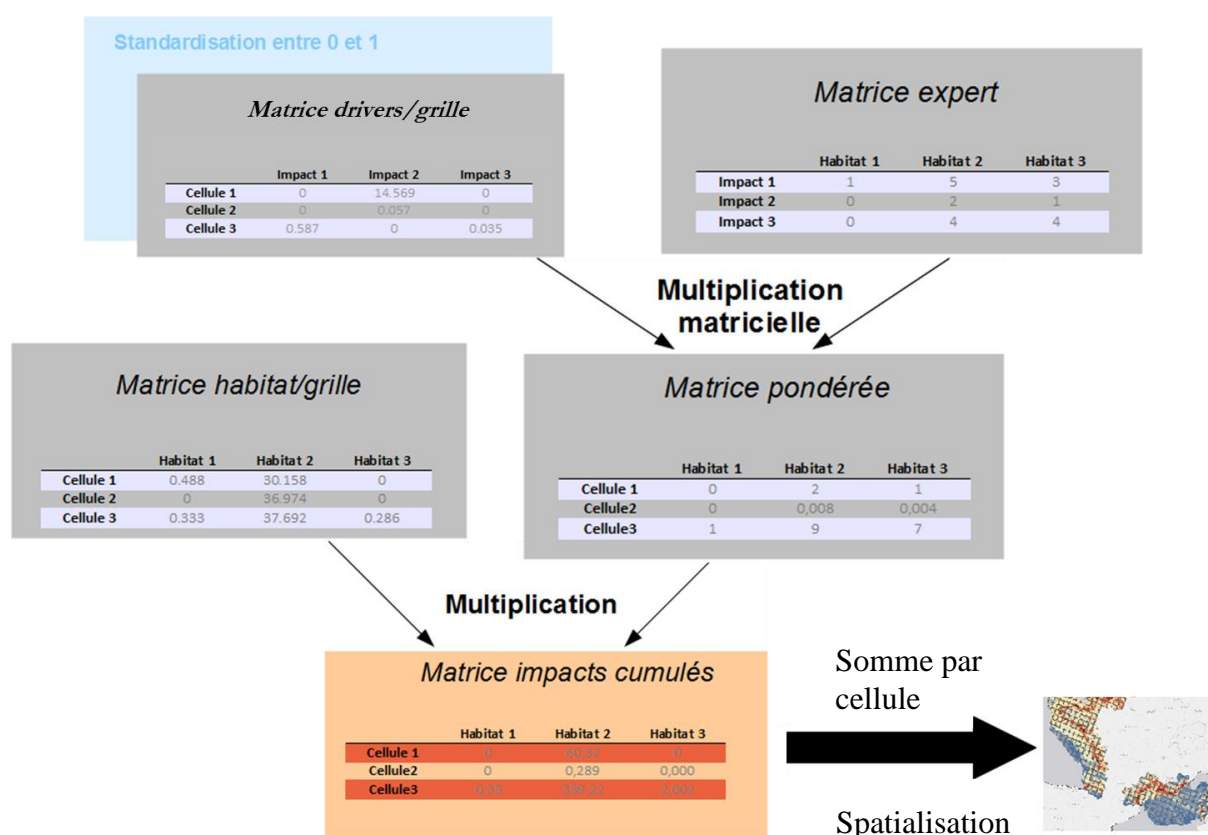 Standardisation entre 0 et 1
Matrice drivers/grille
Impact 1 Impact 2 Impact 3
Cellule 1 0 14.569 0
Cellule 2 0 0.057 0
Cellule 3 0.587 0 0.035
Matrice expert
Habitat 1 Habitat 2 Habitat 3
Impact 1 1 5 3
Impact 2 0 2 1
Impact 3 0 4 4
Multiplication
matricielle
Matrice habitat/grille
Habitat 1 Habitat 2 Habitat 3
Cellule 1 0.488 30.158 0
Cellule 2 0 36.974 0
Cellule 3 0.333 37.692 0.286
Matrice pondérée
Habitat 1 Habitat 2 Habitat 3
Cellule 1 0 2 1
Cellule2 0 0,008 0,004
Cellule3 1 9 7
Multiplication
Matrice impacts cumulés
Habitat 1 Habitat 2 Habitat 3
Cellule 1 0 60,32 0
Cellule2 0 0,289 0,000
Cellule3 0,33 2,002
Somme par
cellule
Spatialisation